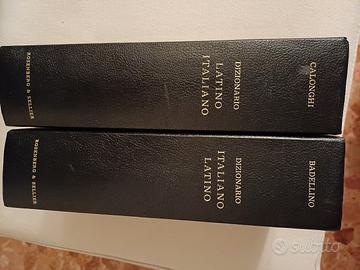 CALONGHI
DIZIONARIO
LATINO
ITALIANO
ROSENBERG & SELLIER
BADELLINO
DIZIONARIO
ITALIANO
LATINO
ROSENBERG & SELLIER
subito